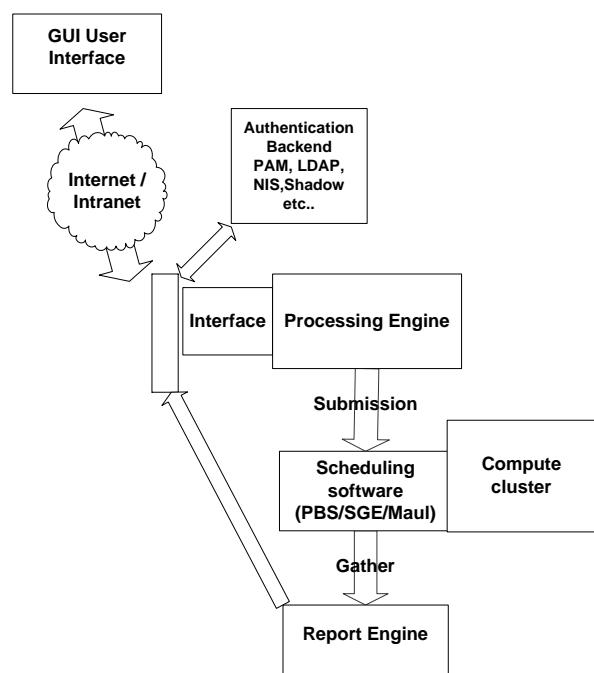 GUI User
Interface
Authentication
Backend
PAM, LDAP,
NIS,Shadow
etc..
Internet /
Intranet
Interface
Processing Engine
Submission
Scheduling
software
(PBS/SGE/Maul)
Compute
cluster
Gather
Report Engine